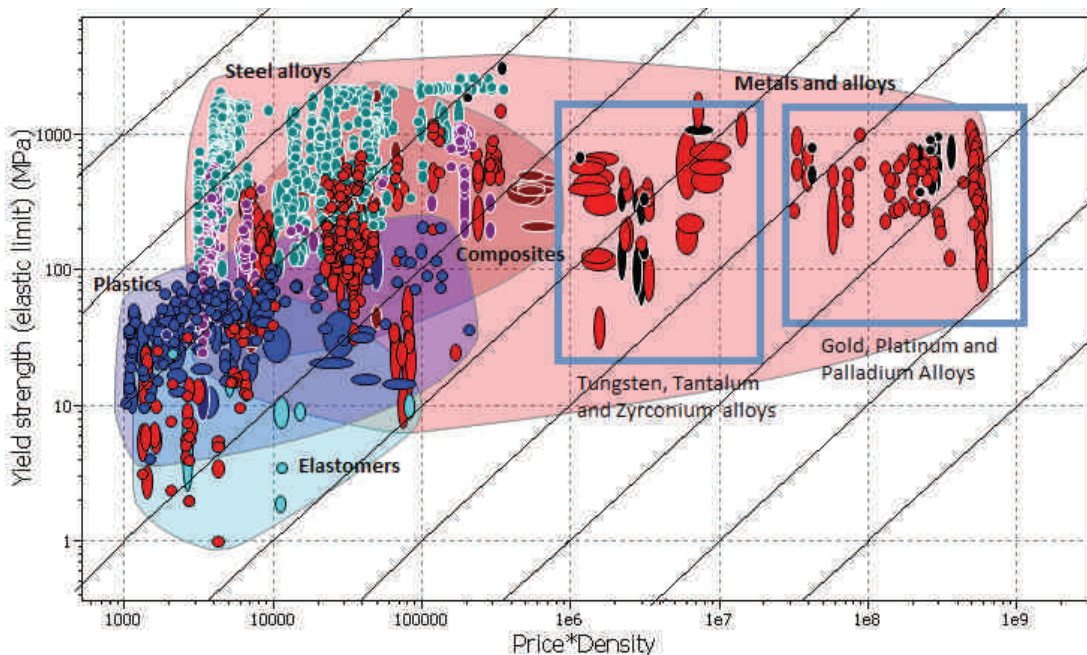 Steel alloys
Metals and alloys
1000
Composites
100
Plastics
Gold, Platinum and
Palladium Alloys
Tungsten, Tantalum
and Zyrconium alloys
10
Elastomers
1
Yield strength (elastic limit) (MPa)
1000
10000
100000
1e6
1e7
1e8
1e9
Price*Density